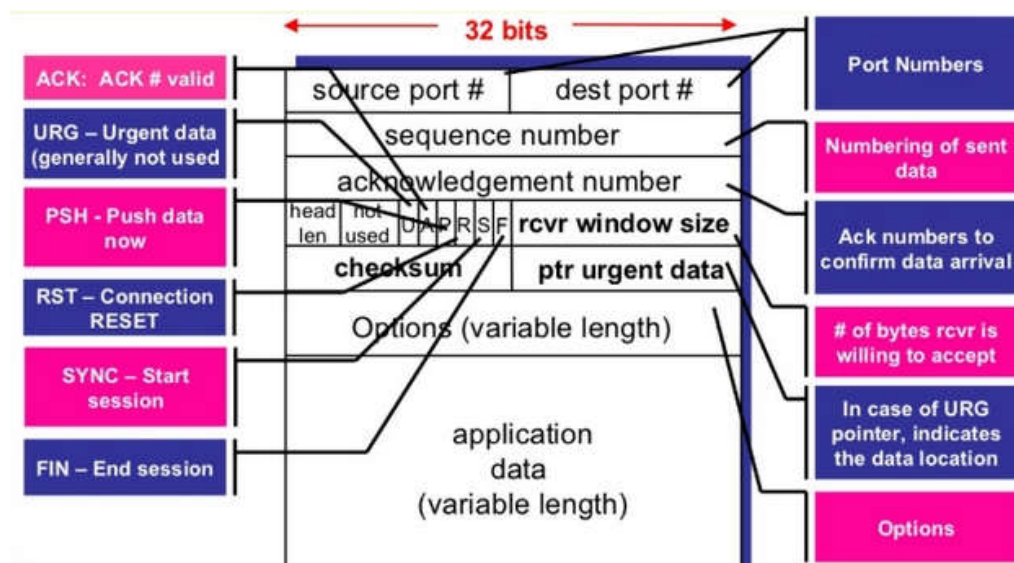 32 bits
ACK: ACK # valid
URG – Urgent data
(generally not used
PSH - Push data
now
RST – Connection
RESET
SYNC – Start
session
FIN – End session
source port #
dest port #
sequence number
acknowledgement number
head
len
not
used
U
A
P
R
S
F
rcvr window size
checksum
ptr urgent data
Options (variable length)
application
data
(variable length)
Port Numbers
Numbering of sent
data
Ack numbers to
confirm data arrival
# of bytes rcvr is
willing to accept
In case of URG
pointer, indicates
the data location
Options